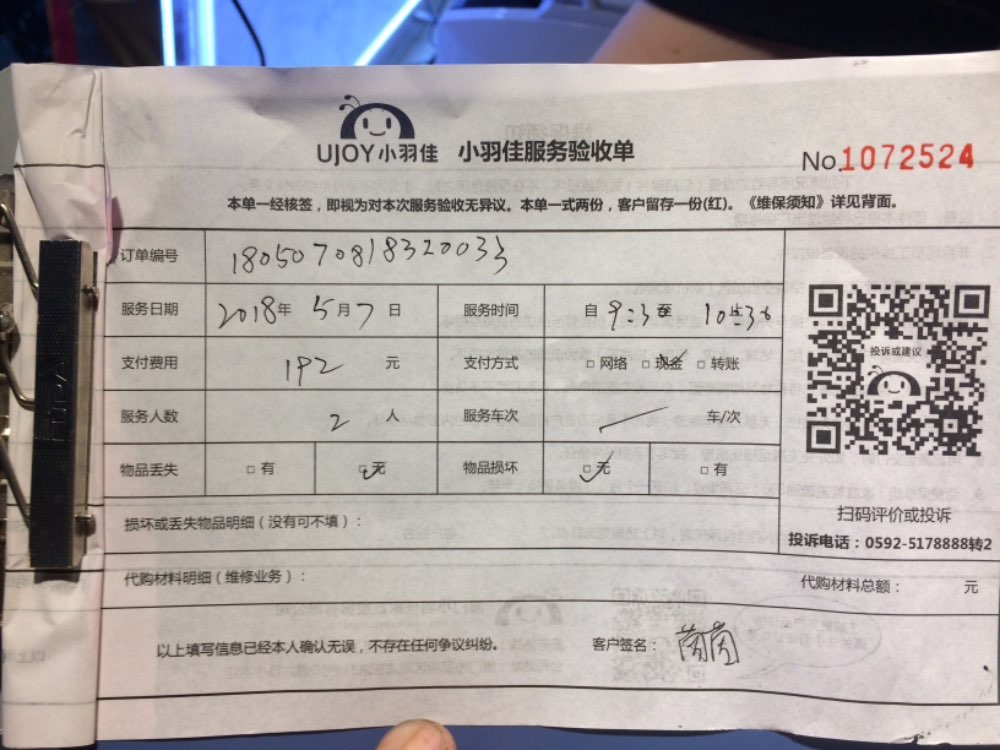 UJOY小羽佳 小羽佳服务验收单
No.1072524
本单一经核签，即视为对本次服务验收无异议。本单一式两份，客户留存一份(红)。《维保须知》详见背面。
订单编号 1805070818320033
服务日期 2018年 5月7日 服务时间 自 9:3 至 10:36
支付费用 192 元 支付方式 □ 网络 □ 现金 □ 转账
服务人数 2 人 服务车次 车/次
物品丢失 □ 有 □ 无 物品损坏 □ 无 □ 有
投诉或建议
扫码评价或投诉
投诉电话：0592-5178888转2
损坏或丢失物品明细（没有可不填）：
代购材料明细（维修业务）： 代购材料总额： 元
以上填写信息已经本人确认无误，不存在任何争议纠纷。 客户签名：茵茵